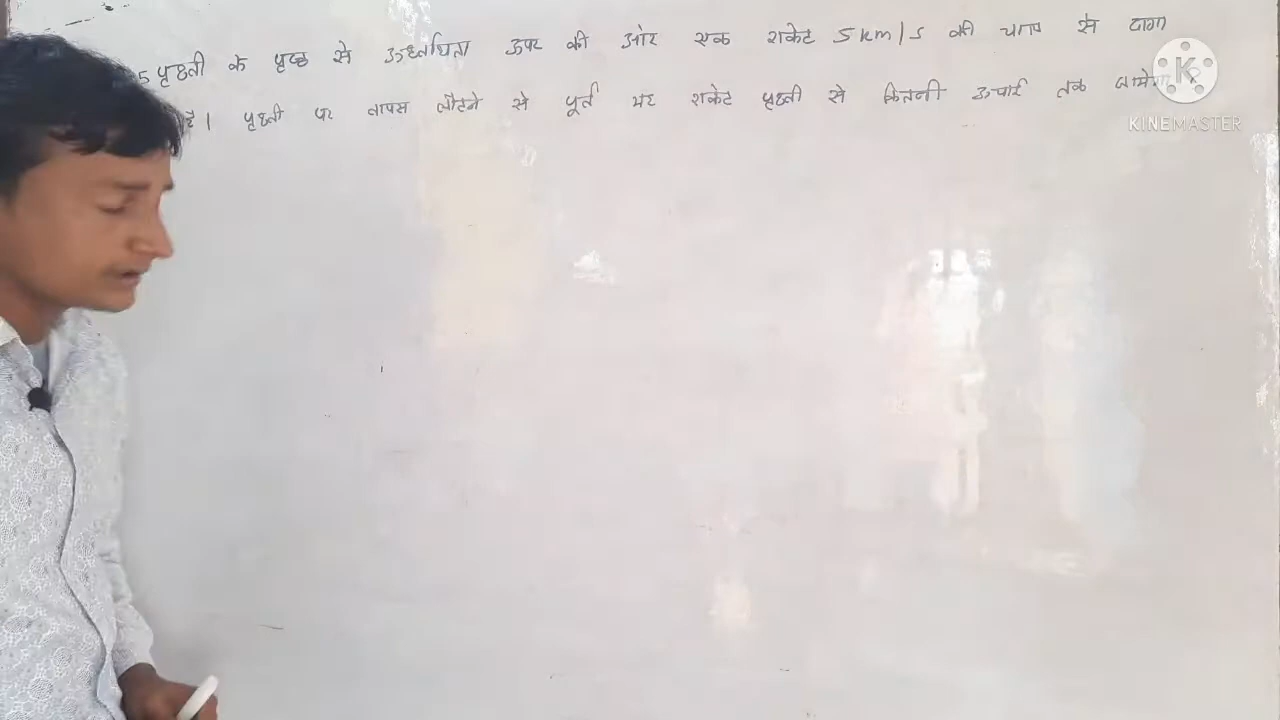 5 पृथ्वी के पृष्ठ से ऊर्ध्वाधरतः ऊपर की ओर एक राकेट 5 km/s की चाल से दागा
है। पृथ्वी पर वापस लौटने से पूर्व यह राकेट पृथ्वी से कितनी ऊंचाई तक जायेगा ?
KINEMASTER